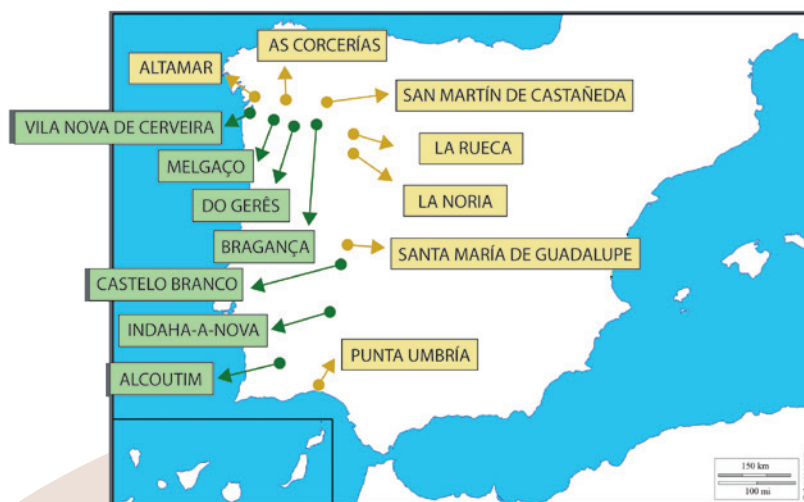 AS CORCERÍAS
ALTAMAR
SAN MARTÍN DE CASTAÑEDA
VILA NOVA DE CERVEIRA
LA RUECA
MELGAÇO
LA NORIA
DO GERÊS
BRAGANÇA
SANTA MARÍA DE GUADALUPE
CASTELO BRANCO
INDAHA-A-NOVA
PUNTA UMBRÍA
ALCOUTIM
150 km
100 mi